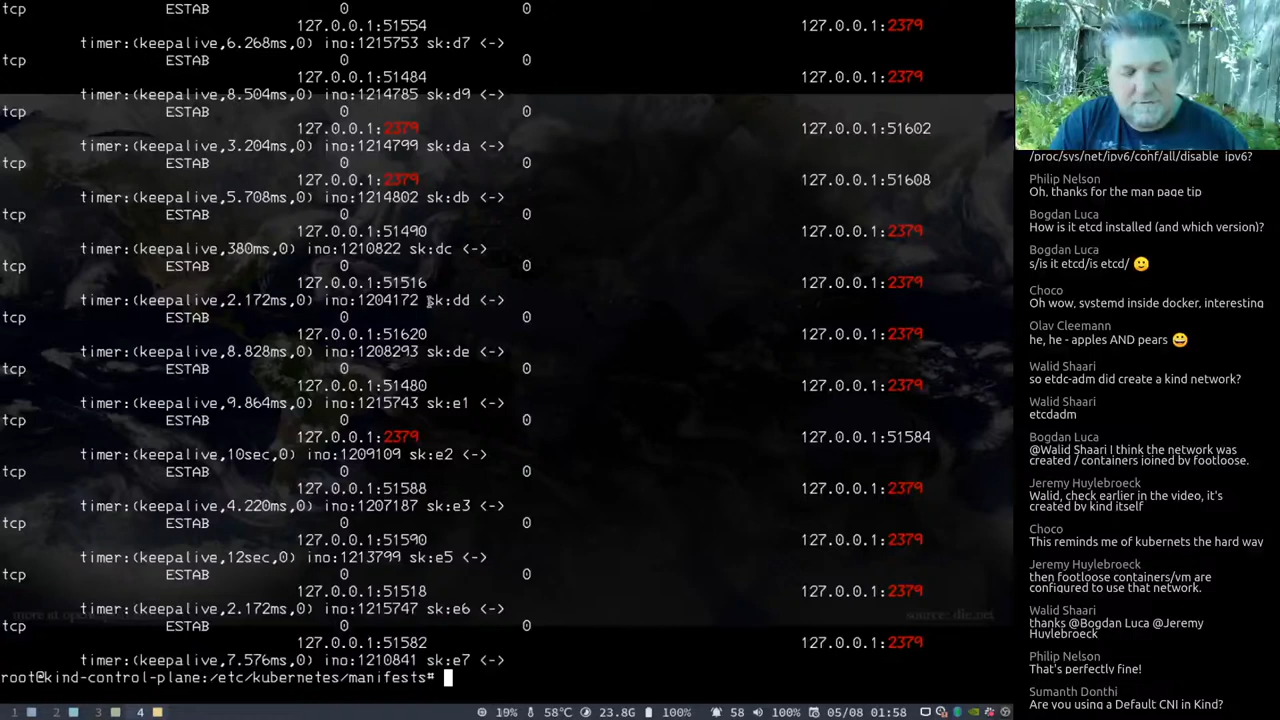 tcp ESTAB 0 0
127.0.0.1:51554 127.0.0.1:2379
timer:(keepalive,6.268ms,0) ino:1215753 sk:d7 <->
tcp ESTAB 0 0
127.0.0.1:51484 127.0.0.1:2379
timer:(keepalive,8.504ms,0) ino:1214785 sk:d9 <->
tcp ESTAB 0 0
127.0.0.1:2379 127.0.0.1:51602
timer:(keepalive,3.204ms,0) ino:1214799 sk:da <->
tcp ESTAB 0 0
127.0.0.1:2379 127.0.0.1:51608
timer:(keepalive,5.708ms,0) ino:1214802 sk:db <->
tcp ESTAB 0 0
127.0.0.1:51490 127.0.0.1:2379
timer:(keepalive,380ms,0) ino:1210822 sk:dc <->
tcp ESTAB 0 0
127.0.0.1:51516 127.0.0.1:2379
timer:(keepalive,2.172ms,0) ino:1204172 sk:dd <->
tcp ESTAB 0 0
127.0.0.1:51620 127.0.0.1:2379
timer:(keepalive,8.828ms,0) ino:1208293 sk:de <->
tcp ESTAB 0 0
127.0.0.1:51480 127.0.0.1:2379
timer:(keepalive,9.864ms,0) ino:1215743 sk:e1 <->
tcp ESTAB 0 0
127.0.0.1:2379 127.0.0.1:51584
timer:(keepalive,10sec,0) ino:1209109 sk:e2 <->
tcp ESTAB 0 0
127.0.0.1:51588 127.0.0.1:2379
timer:(keepalive,4.220ms,0) ino:1207187 sk:e3 <->
tcp ESTAB 0 0
127.0.0.1:51590 127.0.0.1:2379
timer:(keepalive,12sec,0) ino:1213799 sk:e5 <->
tcp ESTAB 0 0
127.0.0.1:51518 127.0.0.1:2379
timer:(keepalive,2.172ms,0) ino:1215747 sk:e6 <->
more at source: die.net
tcp ESTAB 0 0
127.0.0.1:51582 127.0.0.1:2379
timer:(keepalive,7.576ms,0) ino:1210841 sk:e7 <->
root@kind-control-plane:/etc/kubernetes/manifests#
1 2 3 4 19% 58°C 23.8G 100% 58 100% 05/08 01:58
/proc/sys/net/ipv6/conf/all/disable_ipv6?
Philip Nelson
Oh, thanks for the man page tip
Bogdan Luca
How is it etcd installed (and which version)?
Bogdan Luca
s/is it etcd/is etcd/ 🙂
Choco
Oh wow, systemd inside docker, interesting
Olav Cleemann
he, he - apples AND pears 😀
Walid Shaari
so etdc-adm did create a kind network?
Walid Shaari
etcdadm
Bogdan Luca
@Walid Shaari I think the network was
created / containers joined by footloose.
Jeremy Huylebroeck
Walid, check earlier in the video, it's
created by kind itself
Choco
This reminds me of kubernets the hard way
Jeremy Huylebroeck
then footloose containers/vm are
configured to use that network.
Walid Shaari
thanks @Bogdan Luca @Jeremy
Huylebroeck
Philip Nelson
That's perfectly fine!
Sumanth Donthi
Are you using a Default CNI in Kind?